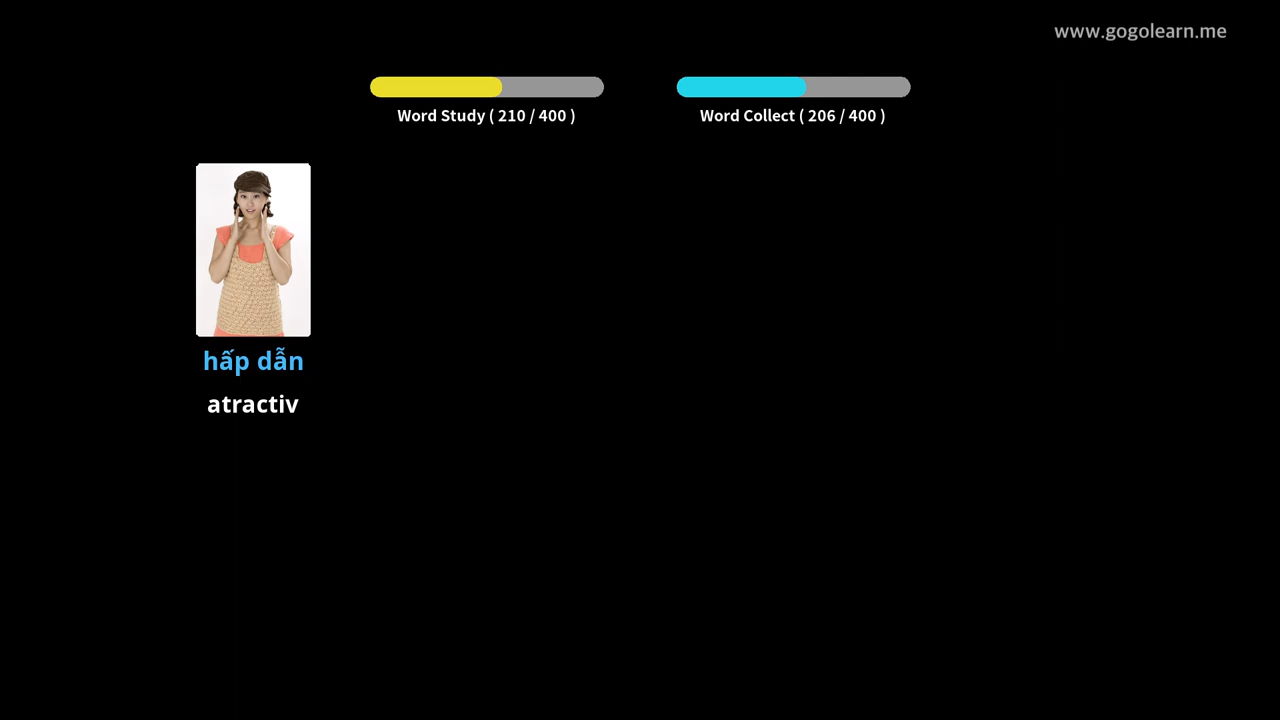 www.gogolearn.me
Word Study ( 210 / 400 )
Word Collect ( 206 / 400 )
hấp dẫn
atractiv